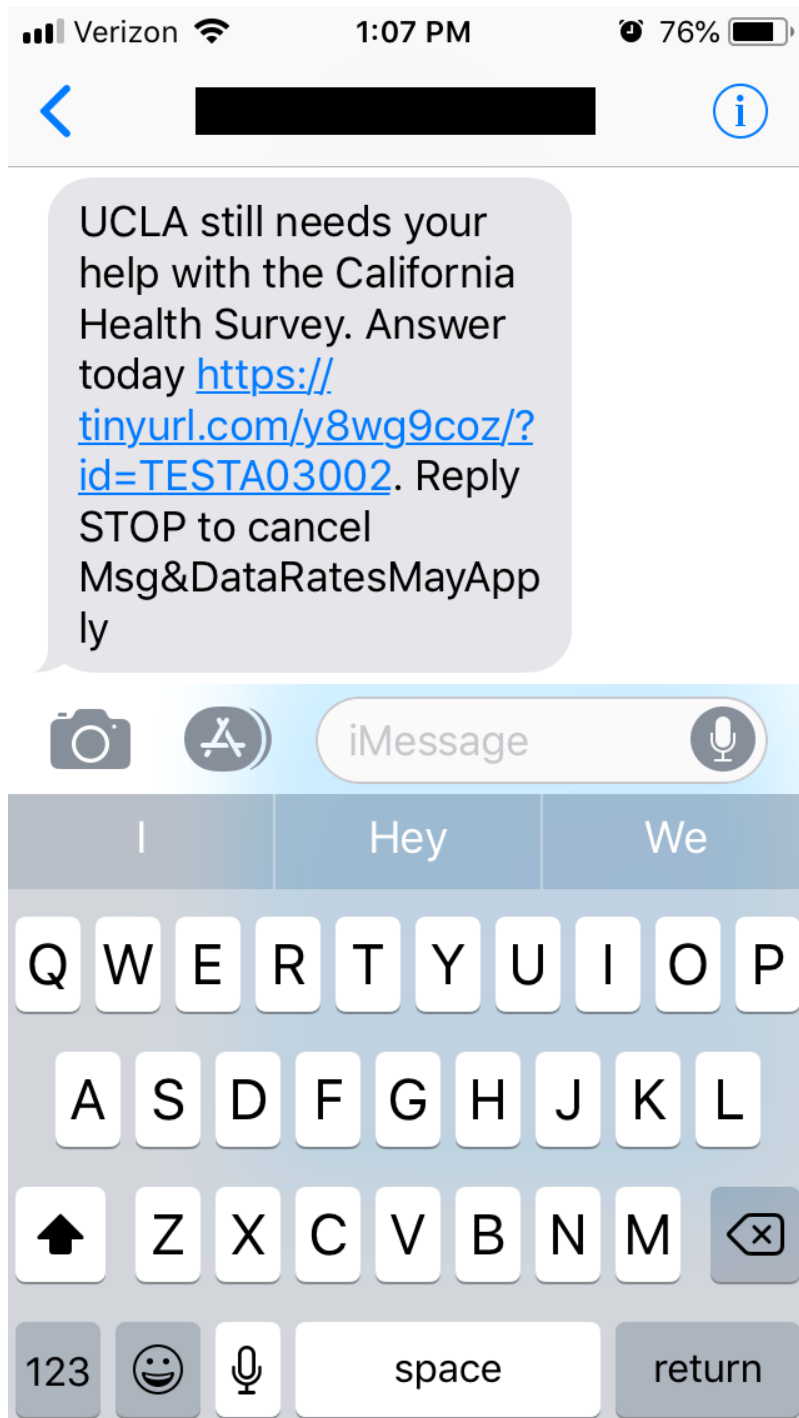 Verizon 1:07 PM 76%
UCLA still needs your
help with the California
Health Survey. Answer
today https://
tinyurl.com/y8wg9coz/?
id=TESTA03002. Reply
STOP to cancel
Msg&DataRatesMayApp
ly
iMessage
I Hey We
Q W E R T Y U I O P
A S D F G H J K L
Z X C V B N M
123 space return